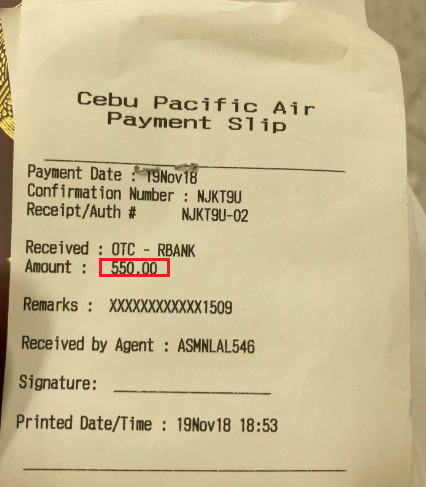 Cebu Pacific Air
Payment Slip
Payment Date : 19Nov18
Confirmation Number : NJKT9U
Receipt/Auth # NJKT9U-02
Received : OTC - RBANK
Amount : 550.00
Remarks : XXXXXXXXXXXX1509
Received by Agent : ASMNLAL546
Signature:
Printed Date/Time : 19Nov18 18:53